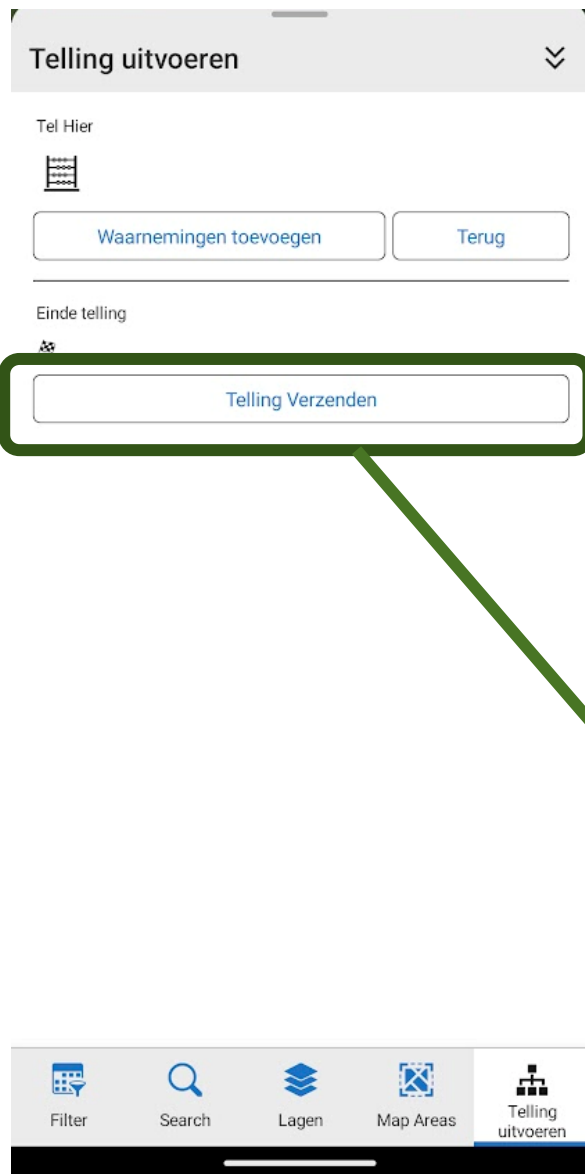 Telling uitvoeren
Tel Hier
Waarnemingen toevoegen
Terug
Einde telling
Telling Verzenden
Filter
Search
Lagen
Map Areas
Telling
uitvoeren